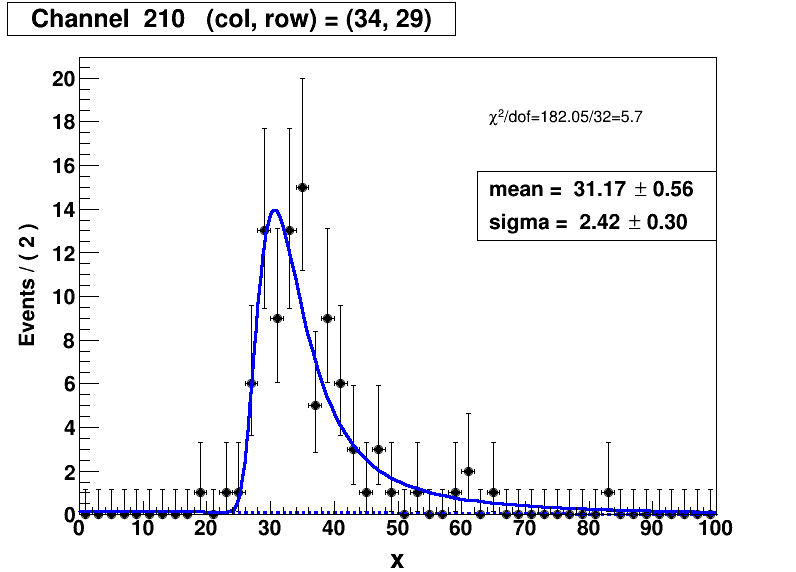 Channel  210   (col, row) = (34, 29)
χ²/dof=182.05/32=5.7
mean =  31.17 ± 0.56
sigma =  2.42 ± 0.30
Events / ( 2 )
20
18
16
14
12
10
8
6
4
2
0
0 10 20 30 40 50 60 70 80 90 100
x